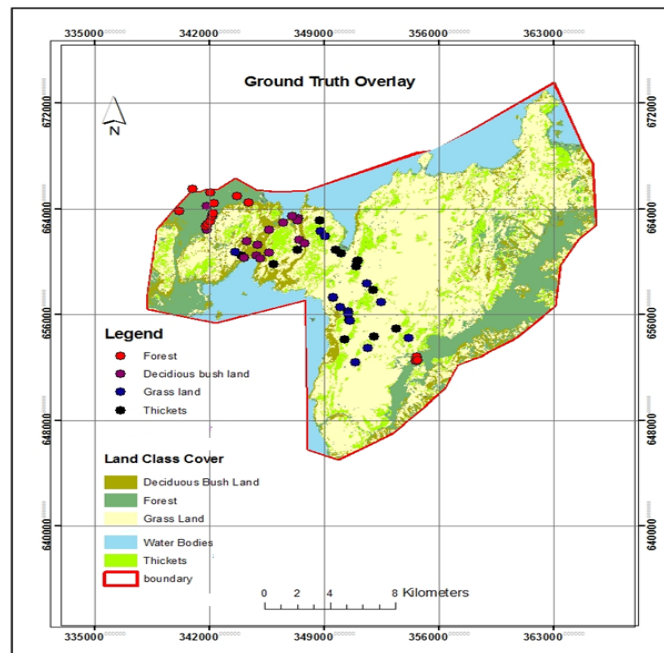 335000 342000 349000 356000 363000
Ground Truth Overlay
672000 672000
N
664000 664000
656000 656000
Legend
Forest
Decidious bush land
Grass land
Thickets
648000 648000
Land Class Cover
Deciduous Bush Land
Forest
Grass Land
640000 640000
Water Bodies
Thickets
boundary
0 2 4 8 Kilometers
335000 342000 349000 356000 363000